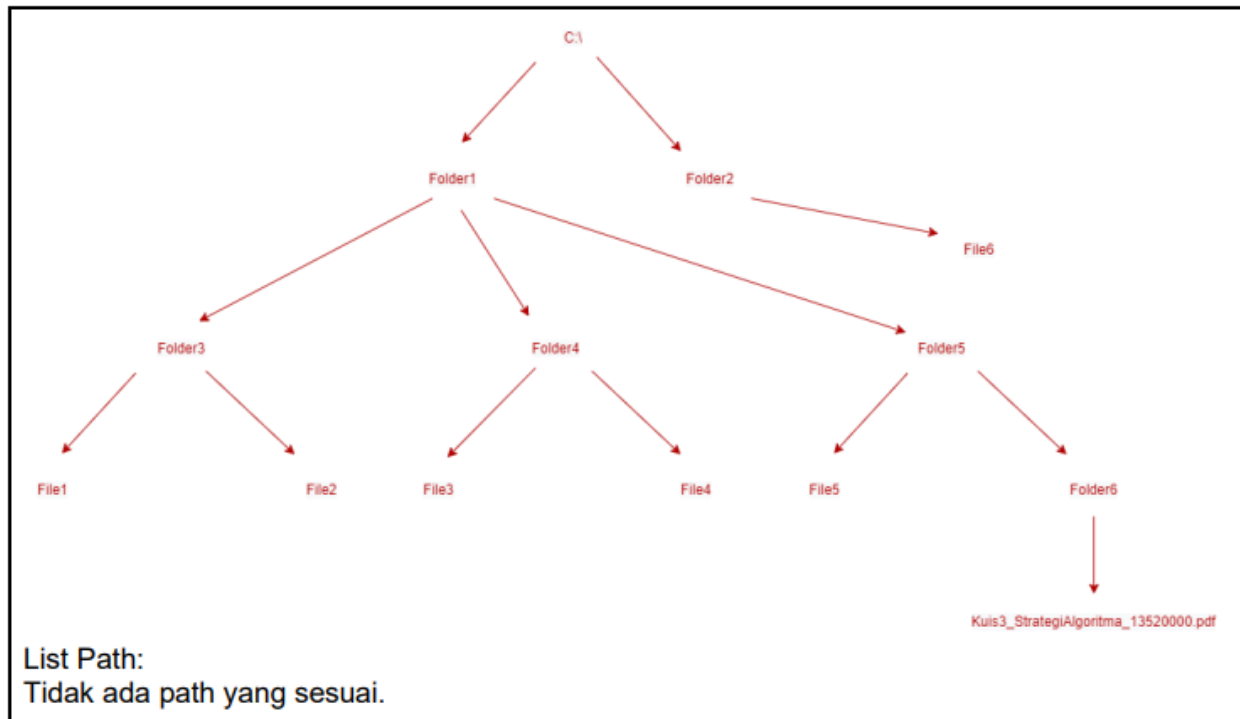 C:\
Folder1
Folder2
File6
Folder3
Folder4
Folder5
File1
File2
File3
File4
File5
Folder6
Kuis3_StrategiAlgoritma_13520000.pdf
List Path:
Tidak ada path yang sesuai.